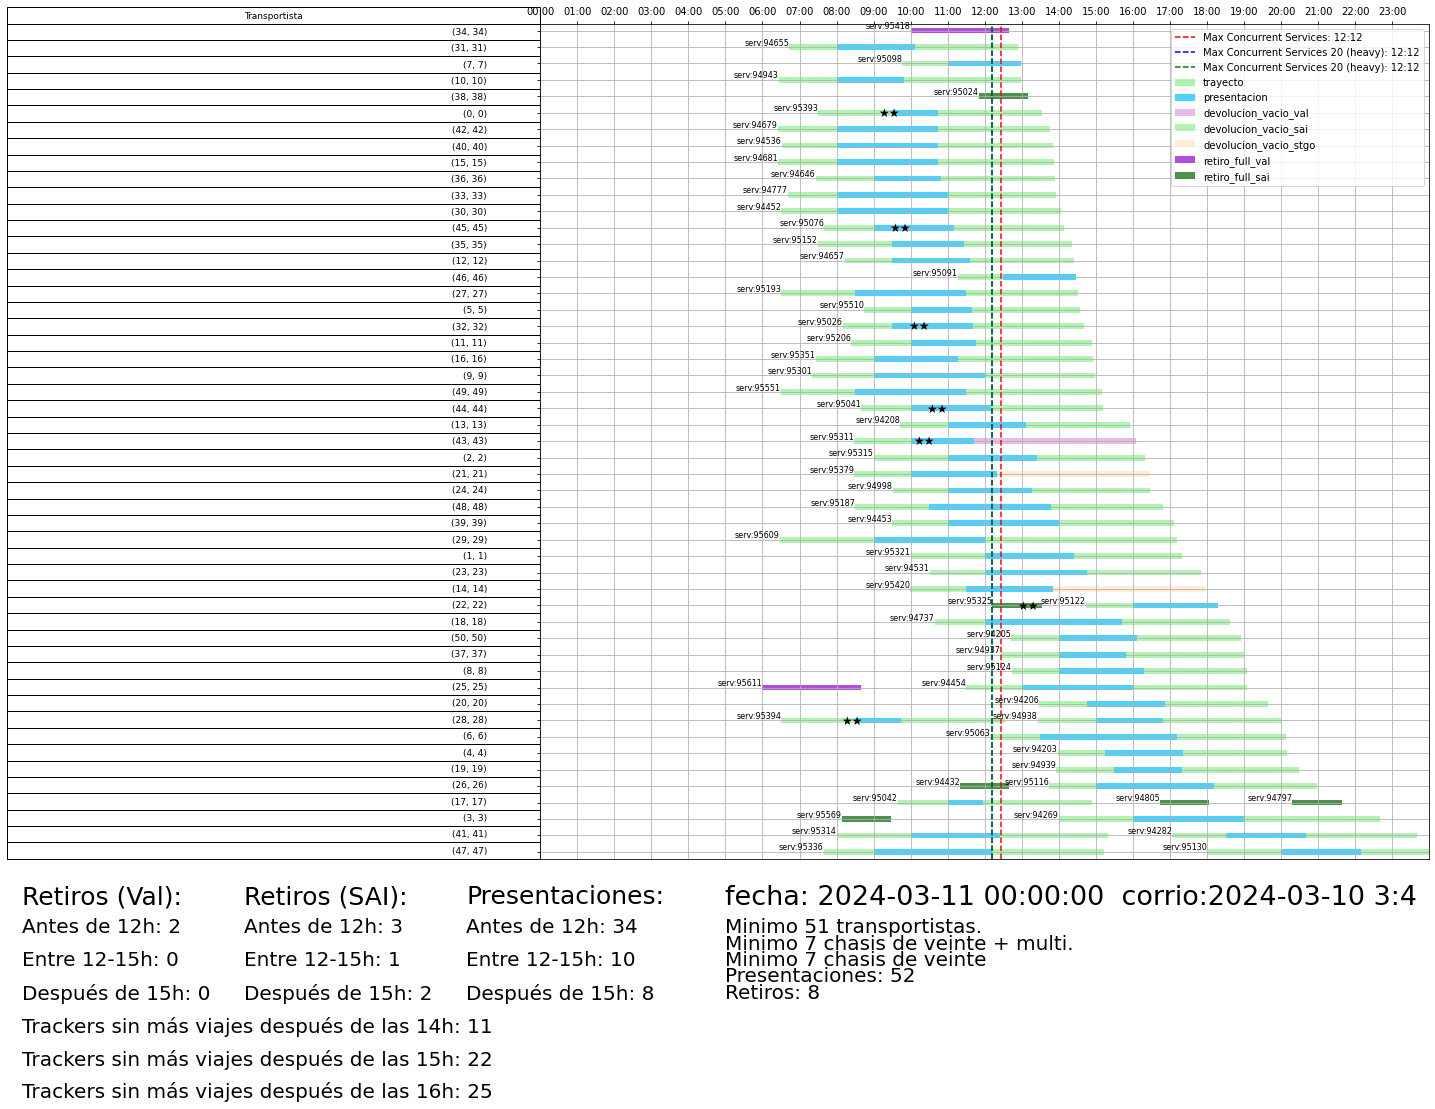 Transportista
00:00 01:00 02:00 03:00 04:00 05:00 06:00 07:00 08:00 09:00 10:00 11:00 12:00 13:00 14:00 15:00 16:00 17:00 18:00 19:00 20:00 21:00 22:00 23:00
Max Concurrent Services: 12:12
Max Concurrent Services 20 (heavy): 12:12
Max Concurrent Services 20 (heavy): 12:12
trayecto
presentacion
devolucion_vacio_val
devolucion_vacio_sai
devolucion_vacio_stgo
retiro_full_val
retiro_full_sai
(34, 34) serv:95418
(31, 31) serv:94655
(7, 7) serv:95098
(10, 10) serv:94943
(38, 38) serv:95024
(0, 0) serv:95393
(42, 42) serv:94679
(40, 40) serv:94536
(15, 15) serv:94681
(36, 36) serv:94646
(33, 33) serv:94777
(30, 30) serv:94452
(45, 45) serv:95076
(35, 35) serv:95152
(12, 12) serv:94657
(46, 46) serv:95091
(27, 27) serv:95193
(5, 5) serv:95510
(32, 32) serv:95026
(11, 11) serv:95206
(16, 16) serv:95351
(9, 9) serv:95301
(49, 49) serv:95551
(44, 44) serv:95041
(13, 13) serv:94208
(43, 43) serv:95311
(2, 2) serv:95315
(21, 21) serv:95379
(24, 24) serv:94998
(48, 48) serv:95187
(39, 39) serv:94453
(29, 29) serv:95609
(1, 1) serv:95321
(23, 23) serv:94531
(14, 14) serv:95420
(22, 22) serv:95325 serv:95122
(18, 18) serv:94737
(50, 50) serv:94205
(37, 37) serv:94937
(8, 8) serv:95124
(25, 25) serv:95611 serv:94454
(20, 20) serv:94206
(28, 28) serv:95394 serv:94938
(6, 6) serv:95063
(4, 4) serv:94203
(19, 19) serv:94939
(26, 26) serv:94432 serv:95116
(17, 17) serv:95042 serv:94805 serv:94797
(3, 3) serv:95569 serv:94269
(41, 41) serv:95314 serv:94282
(47, 47) serv:95336 serv:95130
Retiros (Val):
Antes de 12h: 2
Entre 12-15h: 0
Después de 15h: 0
Retiros (SAI):
Antes de 12h: 3
Entre 12-15h: 1
Después de 15h: 2
Presentaciones:
Antes de 12h: 34
Entre 12-15h: 10
Después de 15h: 8
Trackers sin más viajes después de las 14h: 11
Trackers sin más viajes después de las 15h: 22
Trackers sin más viajes después de las 16h: 25
fecha: 2024-03-11 00:00:00 corrio:2024-03-10 3:4
Minimo 51 transportistas.
Minimo 7 chasis de veinte + multi.
Minimo 7 chasis de veinte
Presentaciones: 52
Retiros: 8